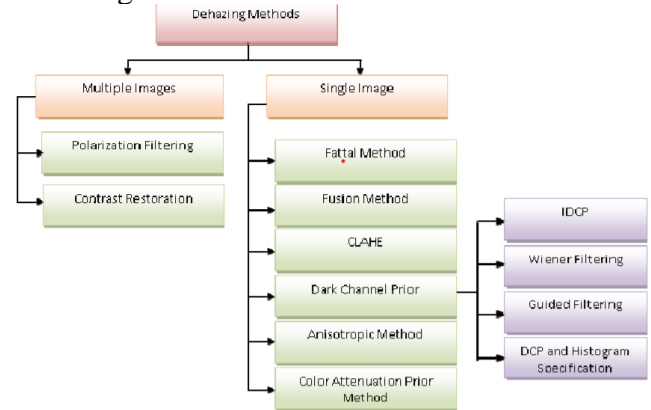 Dehazing Methods
Multiple Images
Single Image
Polarization Filtering
Contrast Restoration
Fattal Method
Fusion Method
CLAHE
Dark Channel Prior
Anisotropic Method
Color Attenuation Prior
Method
IDCP
Wiener Filtering
Guided Filtering
DCP and Histogram
Specification